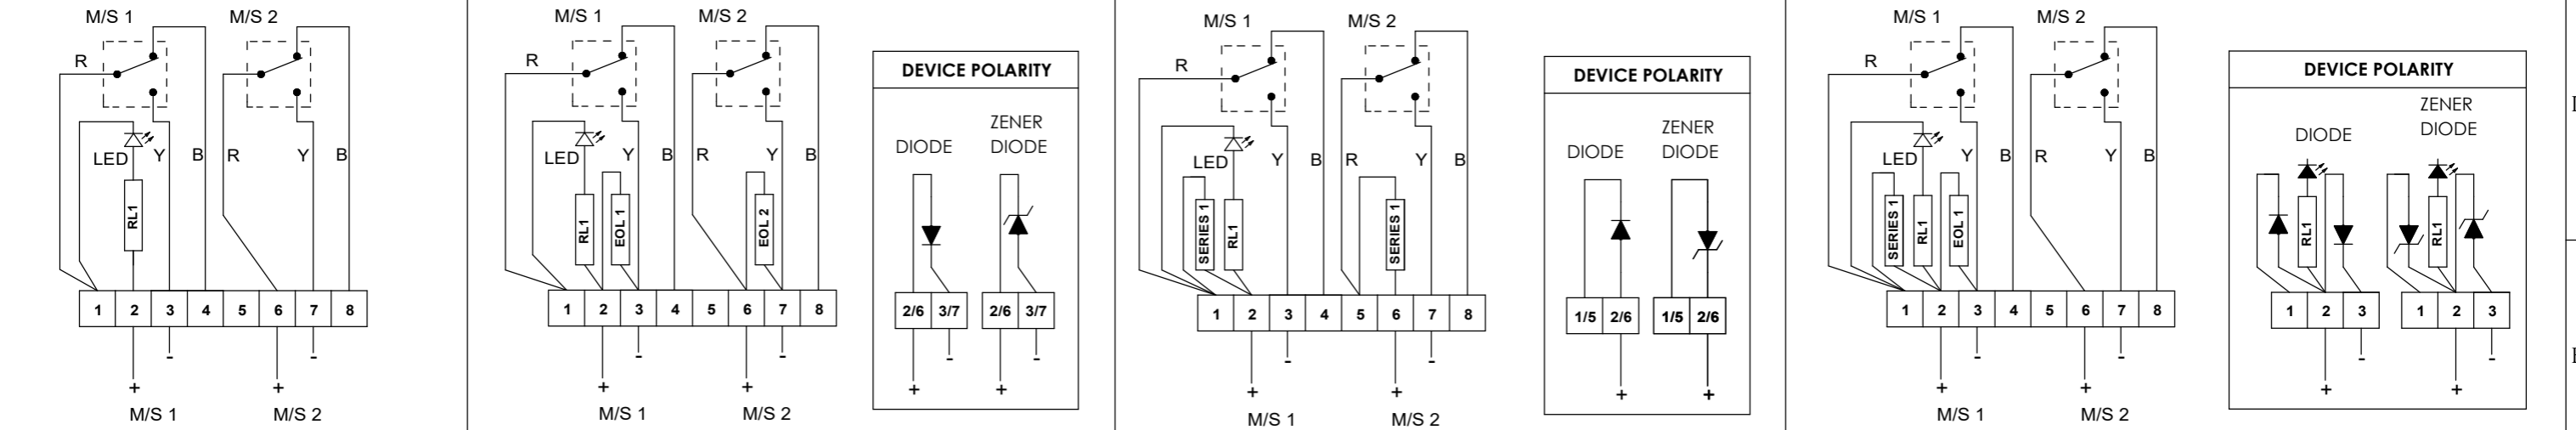 M/S 1 M/S 2
R
LED Y B R Y B
RL1
1 2 3 4 5 6 7 8
- -
+ +
M/S 1 M/S 2
M/S 1 M/S 2
R
LED Y B R Y B
RL1 EOL 1 EOL 2
1 2 3 4 5 6 7 8
- -
+ +
M/S 1 M/S 2
DEVICE POLARITY
DIODE
ZENER
DIODE
2/6 3/7 2/6 3/7
- -
+ +
M/S 1 M/S 2
R
LED Y B R Y B
SERIES 1 RL1 SERIES 1
1 2 3 4 5 6 7 8
- -
+ +
M/S 1 M/S 2
DEVICE POLARITY
DIODE
ZENER
DIODE
1/5 2/6 1/5 2/6
+ +
M/S 1 M/S 2
R
LED Y B R Y B
SERIES 1 RL1 EOL 1
1 2 3 4 5 6 7 8
- -
+ +
M/S 1 M/S 2
DEVICE POLARITY
DIODE
ZENER
DIODE
RL1 RL1
1 2 3 1 2 3
- -
+ +